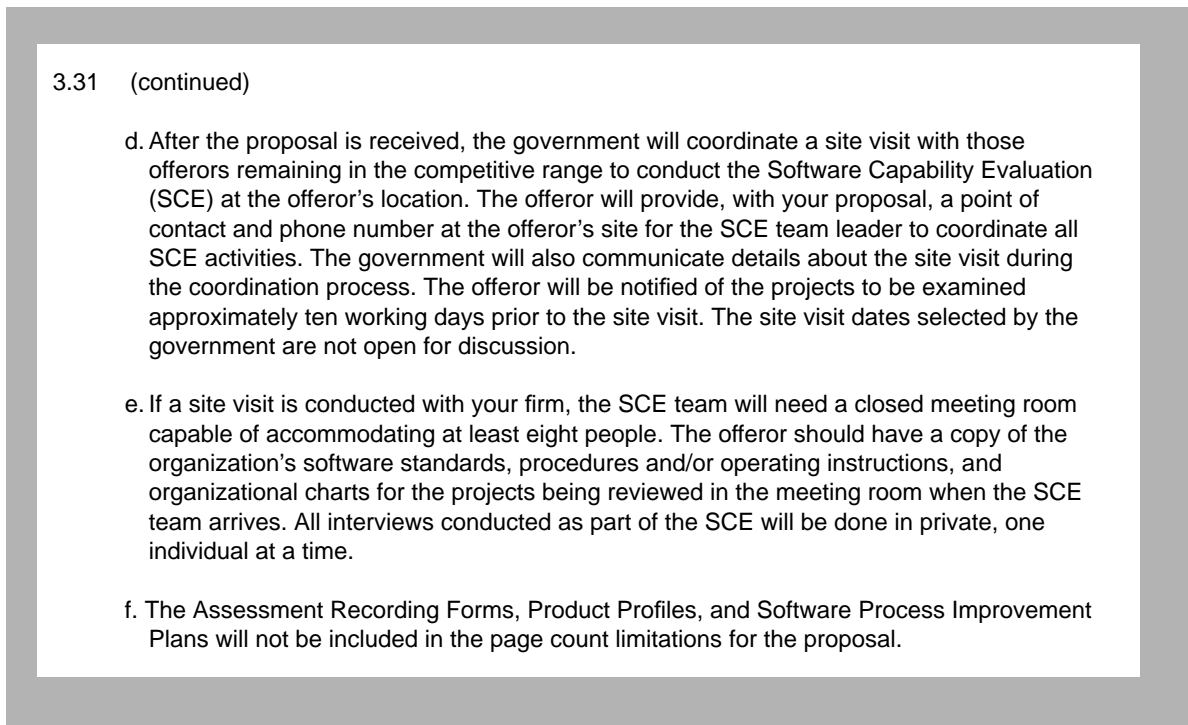 3.31 (continued)
d. After the proposal is received, the government will coordinate a site visit with those
offerors remaining in the competitive range to conduct the Software Capability Evaluation
(SCE) at the offeror’s location. The offeror will provide, with your proposal, a point of
contact and phone number at the offeror’s site for the SCE team leader to coordinate all
SCE activities. The government will also communicate details about the site visit during
the coordination process. The offeror will be notified of the projects to be examined
approximately ten working days prior to the site visit. The site visit dates selected by the
government are not open for discussion.
e. If a site visit is conducted with your firm, the SCE team will need a closed meeting room
capable of accommodating at least eight people. The offeror should have a copy of the
organization’s software standards, procedures and/or operating instructions, and
organizational charts for the projects being reviewed in the meeting room when the SCE
team arrives. All interviews conducted as part of the SCE will be done in private, one
individual at a time.
f. The Assessment Recording Forms, Product Profiles, and Software Process Improvement
Plans will not be included in the page count limitations for the proposal.